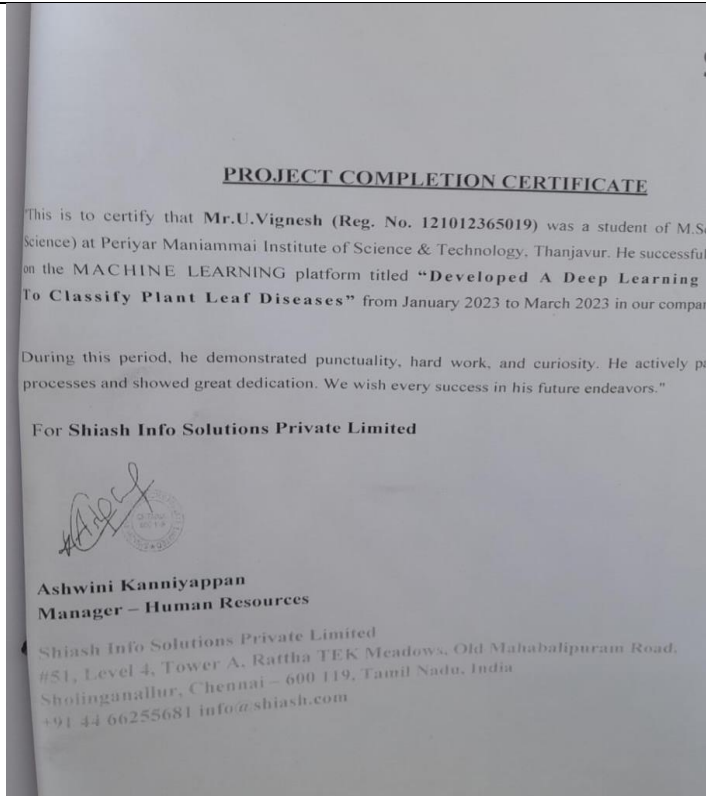 PROJECT COMPLETION CERTIFICATE
"This is to certify that Mr.U.Vignesh (Reg. No. 121012365019) was a student of M.Sc
Science) at Periyar Maniammai Institute of Science & Technology, Thanjavur. He successful
on the MACHINE LEARNING platform titled “Developed A Deep Learning
To Classify Plant Leaf Diseases” from January 2023 to March 2023 in our compan
During this period, he demonstrated punctuality, hard work, and curiosity. He actively pa
processes and showed great dedication. We wish every success in his future endeavors."
For Shiash Info Solutions Private Limited
Ashwini Kanniyappan
Manager – Human Resources
Shiash Info Solutions Private Limited
#51, Level 4, Tower A, Rattha TEK Meadows, Old Mahabalipuram Road,
Sholinganallur, Chennai – 600 119, Tamil Nadu, India
+91 44 66255681 info@shiash.com